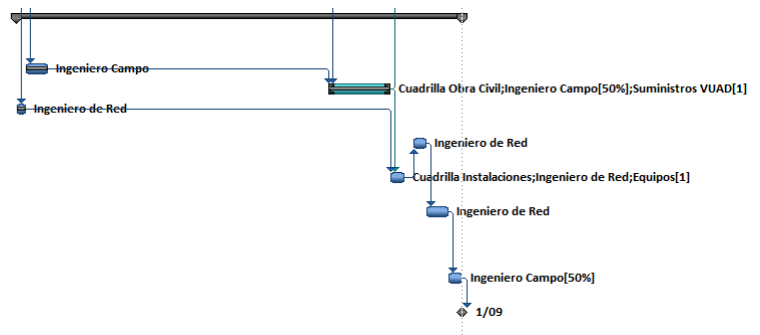 Ingeniero Campo
Cuadrilla Obra Civil;Ingeniero Campo[50%];Suministros VUAD[1]
Ingeniero de Red
Ingeniero de Red
Cuadrilla Instalaciones;Ingeniero de Red;Equipos[1]
Ingeniero de Red
Ingeniero Campo[50%]
1/09